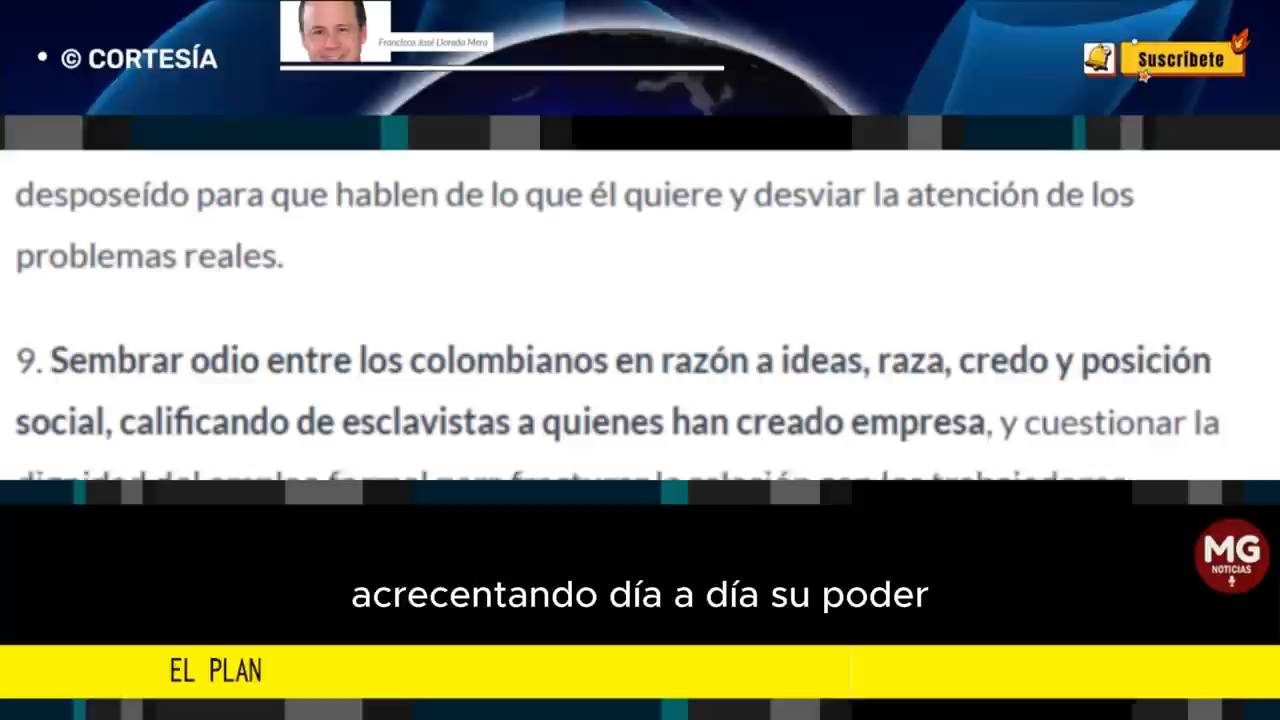 • © CORTESÍA
Francisco José Lloreda Mera
Suscríbete
desposeído para que hablen de lo que él quiere y desviar la atención de los
problemas reales.
9. Sembrar odio entre los colombianos en razón a ideas, raza, credo y posición
social, calificando de esclavistas a quienes han creado empresa, y cuestionar la
MG
NOTICIAS
acrecentando día a día su poder
EL PLAN